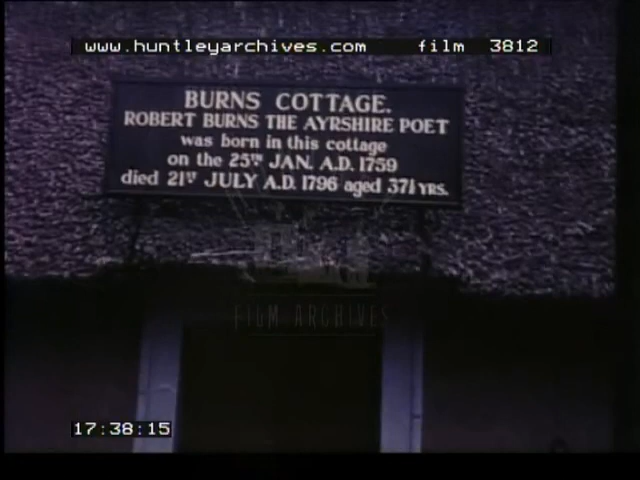 www.huntleyarchives.com film 3812
BURNS COTTAGE.
ROBERT BURNS THE AYRSHIRE POET
was born in this cottage
on the 25TH JAN. A.D. 1759
died 21ST JULY A.D. 1796 aged 37½ YRS.
FILM ARCHIVES
17:38:15